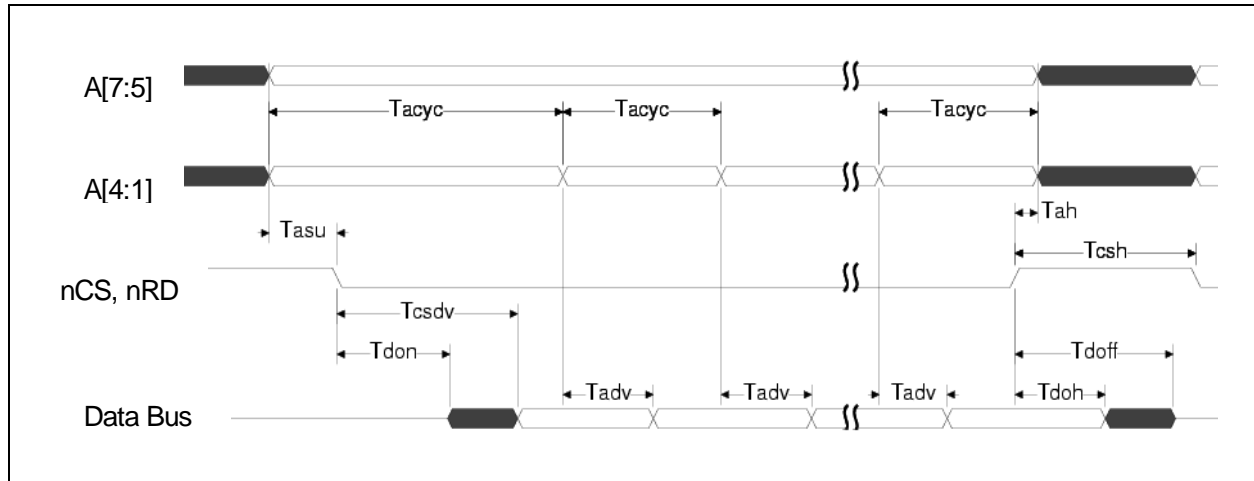 A[7:5]
Tacyc Tacyc Tacyc
A[4:1]
Tah
Tasu
Tcsh
nCS, nRD
Tcsdv
Tdon Tdoff
Tadv Tadv Tadv Tdoh
Data Bus